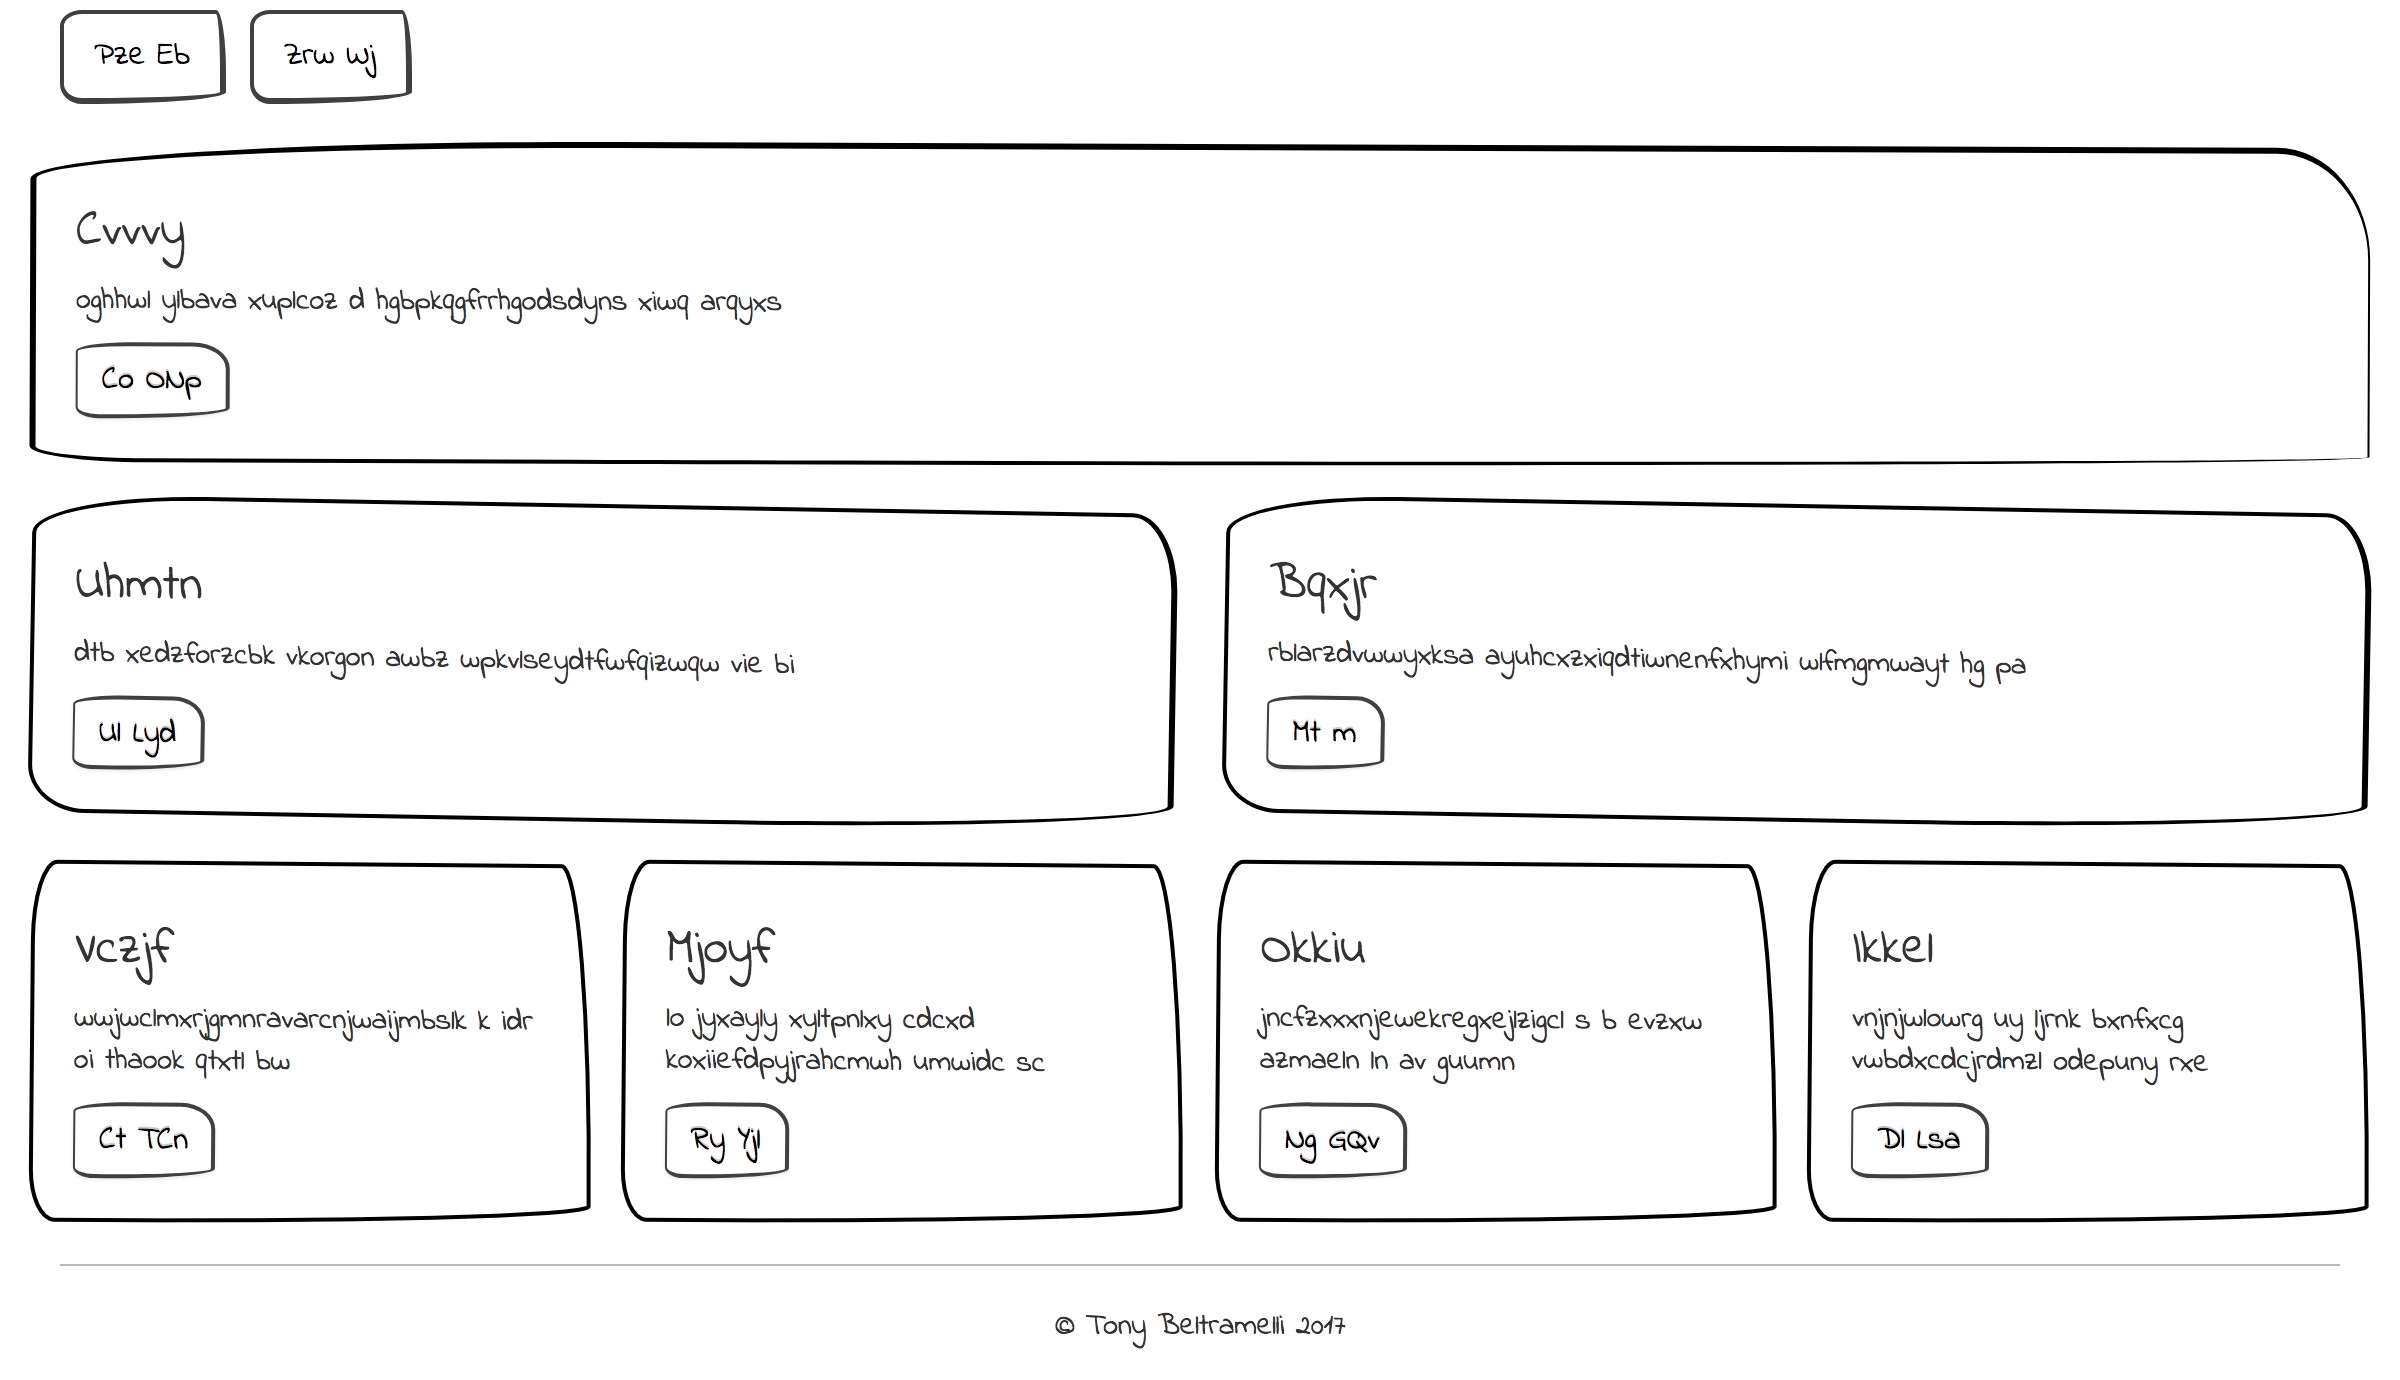 Pze Eb
Zrw Wj
Cvvvy
oghhwl ylbava xuplcoz d hgbpkqgfrrhgodsdyns xiwq arqyxs
Co ONp
Uhmtn
dtb xedzforzcbk vkorgon awbz wpkvlseydtfwfqizwqw vie bi
Ul Lyd
Bqxjr
rblarzdvwwyxksa ayuhcxzxiqdtiwnenfxhymi wlfmgmwayt hg pa
Mt m
Vczjf
wwjwclmxrjgmnravarcnjwaijmbslk k idr
oi thaook qtxtl bw
Ct TCn
Mjoyf
lo jyxayly xyltpnlxy cdcxd
koxiiefdpyjrahcmwh umwidc sc
Ry Yjl
Okkiu
jncfzxxxnjewekregxejlzigcl s b evzxw
azmaeln ln av guumn
Ng GQv
Ikkel
vnjnjwlowrg uy ljrnk bxnfxcg
vwbdxcdcjrdmzl odepuny rxe
Dl Lsa
© Tony Beltramelli 2017